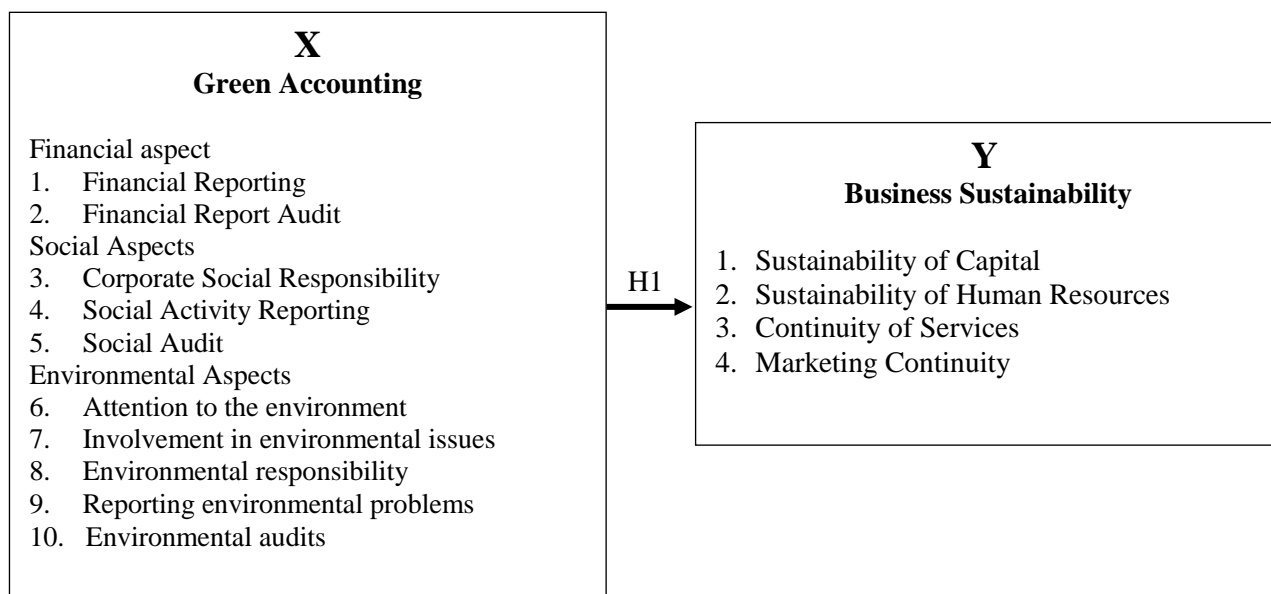 X
Green Accounting
Financial aspect
1. Financial Reporting
2. Financial Report Audit
Social Aspects
3. Corporate Social Responsibility
4. Social Activity Reporting
5. Social Audit
Environmental Aspects
6. Attention to the environment
7. Involvement in environmental issues
8. Environmental responsibility
9. Reporting environmental problems
10. Environmental audits
H1
Y
Business Sustainability
1. Sustainability of Capital
2. Sustainability of Human Resources
3. Continuity of Services
4. Marketing Continuity